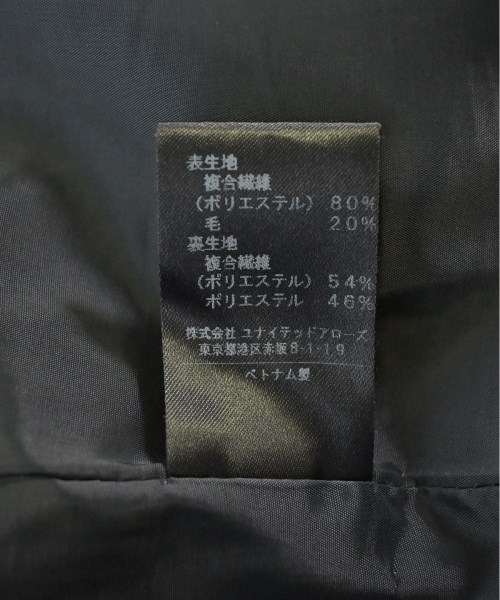 表生地
複合繊維
(ポリエステル) 80%
毛 20%
裏生地
複合繊維
(ポリエステル) 54%
ポリエステル 46%
株式会社 ユナイテッドアローズ
東京都港区赤坂8-1-19
ベトナム製